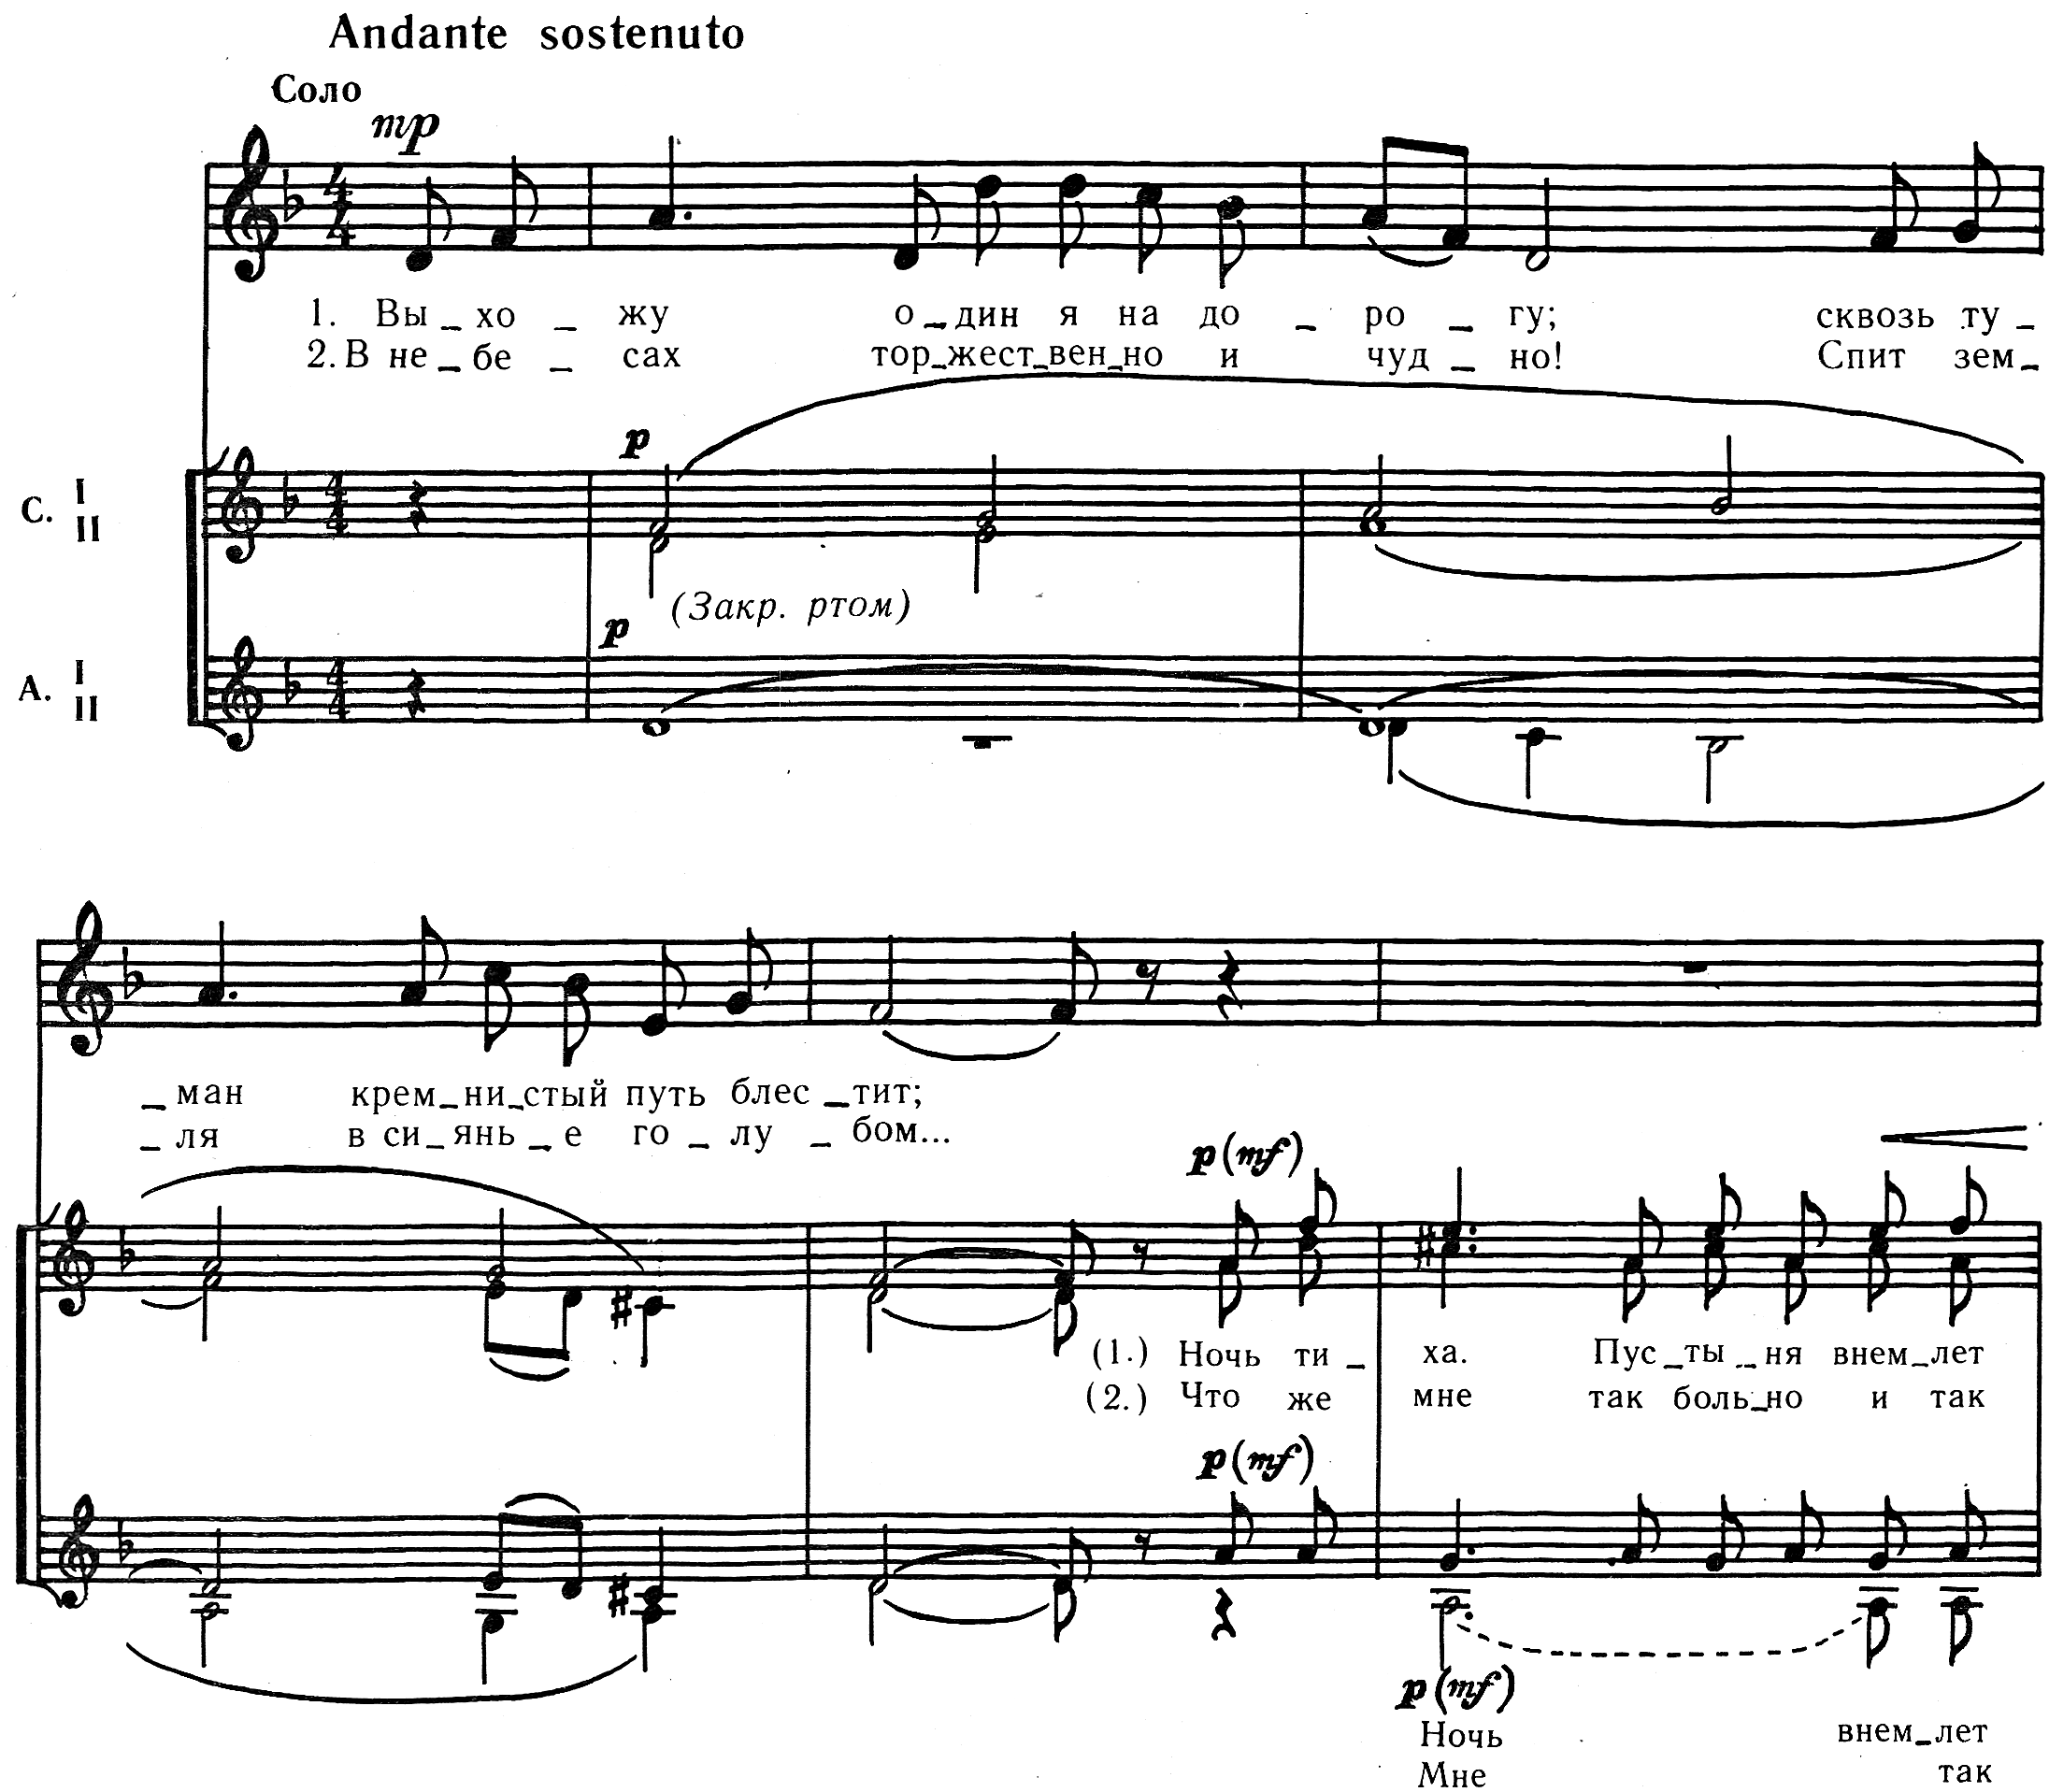 Andante sostenuto
Соло
mp
1. Вы_хо_жу о_дин я на до_ро_гу; сквозь ту_
2. В не_бе_сах тор_жест_вен_но и чуд_но! Спит зем_
p
С. I II
(Закр. ртом)
p
А. I II
_ман крем_ни_стый путь блес_тит;
_ля в си_янь_е го_лу_бом...
p (mf)
(1.) Ночь ти_ха. Пус_ты_ня внем_лет
(2.) Что же мне так боль_но и так
p (mf)
p (mf)
Ночь внем_лет
Мне так